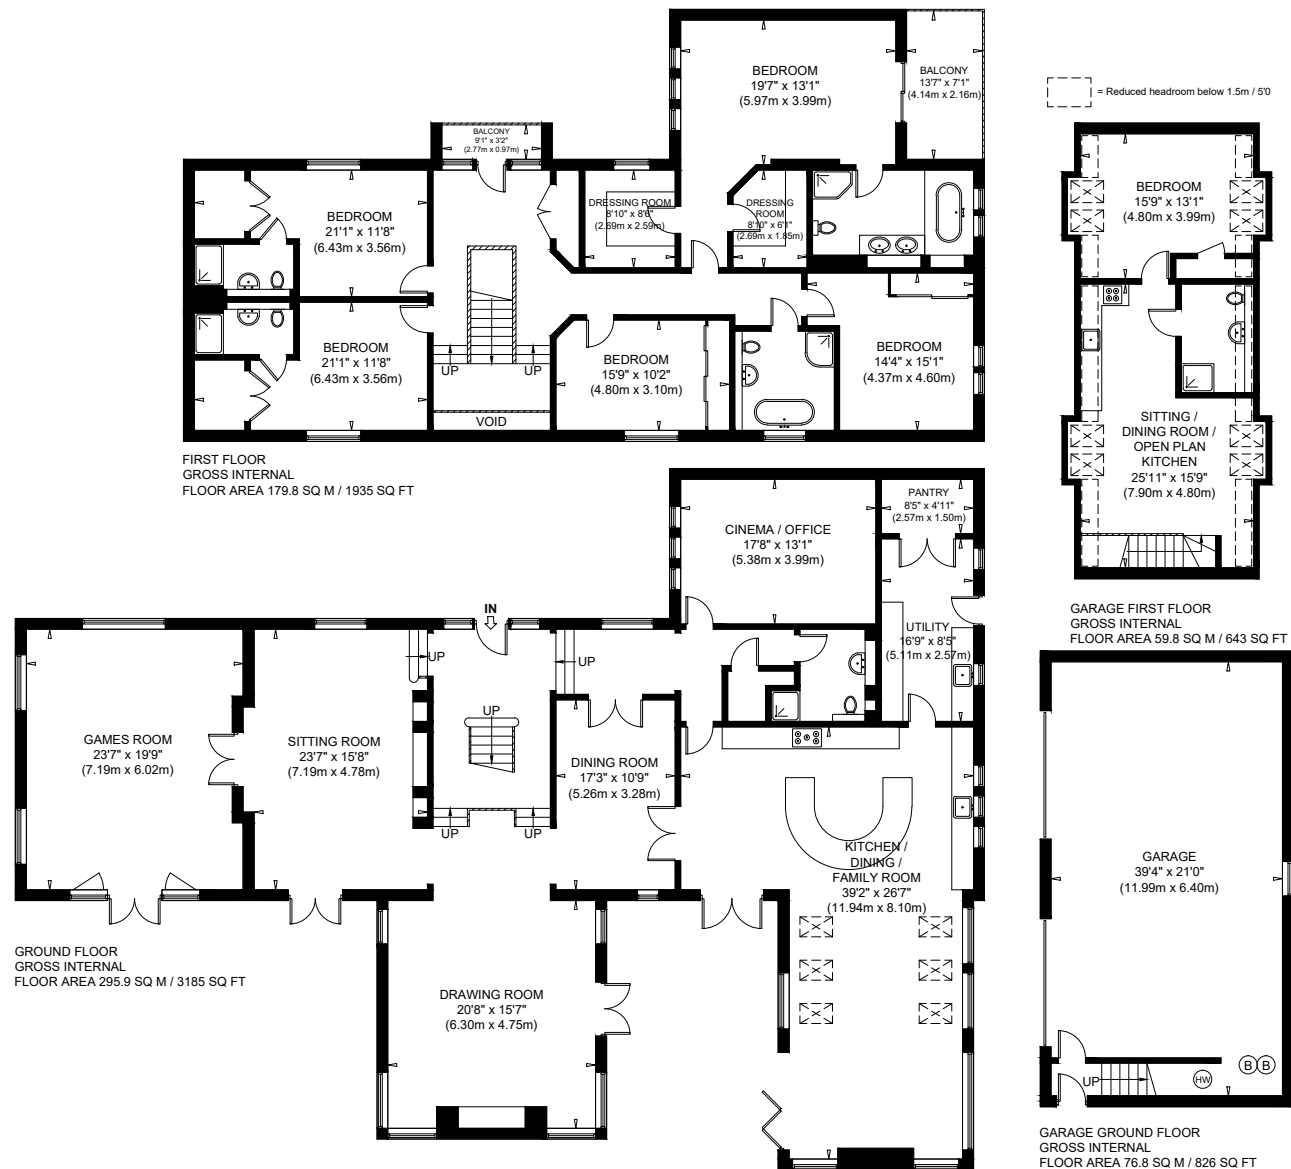 BEDROOM
19'7" x 13'1"
(5.97m x 3.99m)
BALCONY
13'7" x 7'1"
(4.14m x 2.16m)
= Reduced headroom below 1.5m / 5'0
BALCONY
9'1" x 3'2"
(2.77m x 0.97m)
BEDROOM
21'1" x 11'8"
(6.43m x 3.56m)
DRESSING ROOM
8'10" x 8'6"
(2.69m x 2.59m)
DRESSING
ROOM
8'10" x 6'1"
(2.69m x 1.85m)
BEDROOM
15'9" x 13'1"
(4.80m x 3.99m)
BEDROOM
21'1" x 11'8"
(6.43m x 3.56m)
UP
UP
VOID
BEDROOM
15'9" x 10'2"
(4.80m x 3.10m)
BEDROOM
14'4" x 15'1"
(4.37m x 4.60m)
SITTING /
DINING ROOM /
OPEN PLAN
KITCHEN
25'11" x 15'9"
(7.90m x 4.80m)
FIRST FLOOR
GROSS INTERNAL
FLOOR AREA 179.8 SQ M / 1935 SQ FT
CINEMA / OFFICE
17'8" x 13'1"
(5.38m x 3.99m)
PANTRY
8'5" x 4'11"
(2.57m x 1.50m)
UTILITY
16'9" x 8'5"
(5.11m x 2.57m)
GARAGE FIRST FLOOR
GROSS INTERNAL
FLOOR AREA 59.8 SQ M / 643 SQ FT
IN
UP
UP
UP
GAMES ROOM
23'7" x 19'9"
(7.19m x 6.02m)
SITTING ROOM
23'7" x 15'8"
(7.19m x 4.78m)
DINING ROOM
17'3" x 10'9"
(5.26m x 3.28m)
UP
UP
KITCHEN /
DINING /
FAMILY ROOM
39'2" x 26'7"
(11.94m x 8.10m)
GARAGE
39'4" x 21'0"
(11.99m x 6.40m)
GROUND FLOOR
GROSS INTERNAL
FLOOR AREA 295.9 SQ M / 3185 SQ FT
DRAWING ROOM
20'8" x 15'7"
(6.30m x 4.75m)
UP
HW
B B
GARAGE GROUND FLOOR
GROSS INTERNAL
FLOOR AREA 76.8 SQ M / 826 SQ FT